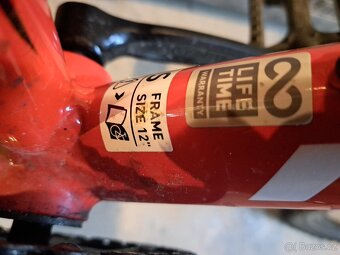 S
FRAME
SIZE 12"
LIFE
TIME
WARRANTY